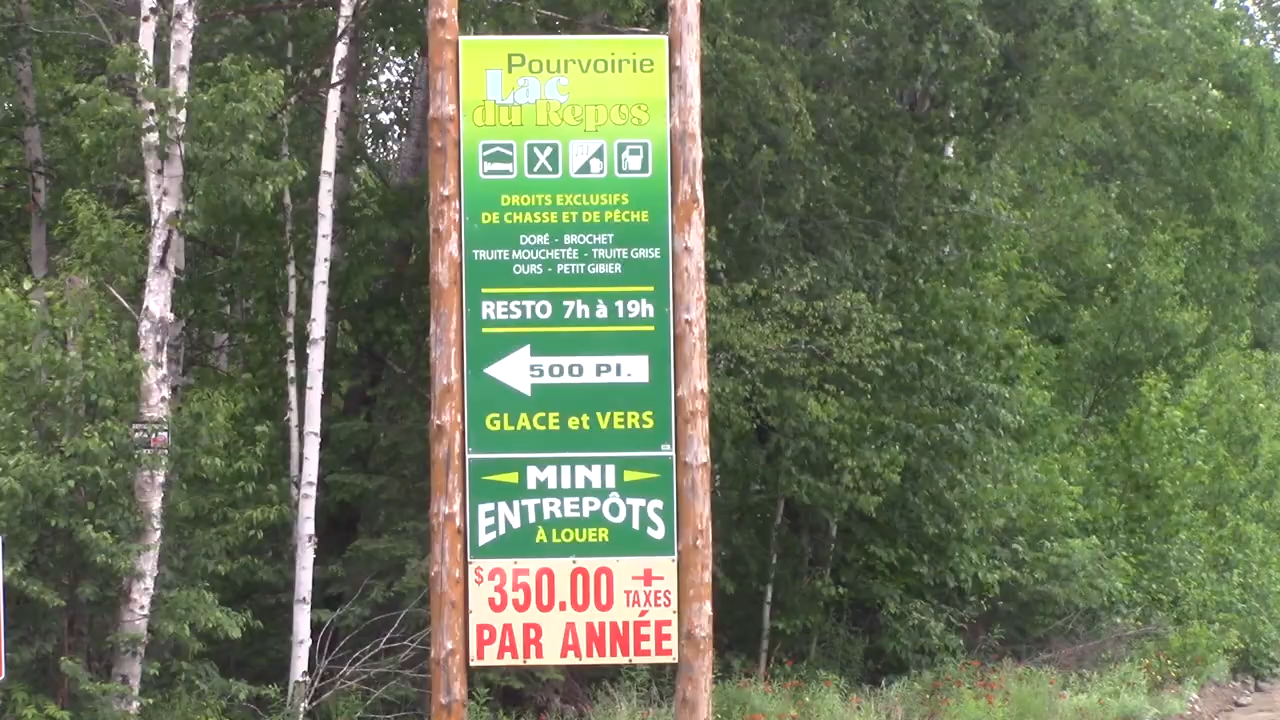 Pourvoirie
Lac
du Repos
DROITS EXCLUSIFS
DE CHASSE ET DE PÊCHE
DORÉ - BROCHET
TRUITE MOUCHETÉE - TRUITE GRISE
OURS - PETIT GIBIER
RESTO 7h à 19h
500 PI.
GLACE et VERS
MINI
ENTREPÔTS
À LOUER
$350.00 + TAXES
PAR ANNÉE